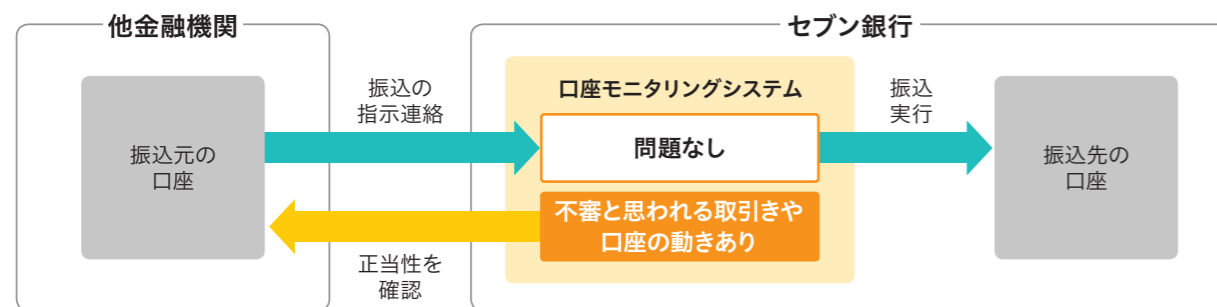 他金融機関
セブン銀行
振込元の
口座
振込の
指示連絡
口座モニタリングシステム
問題なし
不審と思われる取引きや
口座の動きあり
正当性を
確認
振込
実行
振込先の
口座